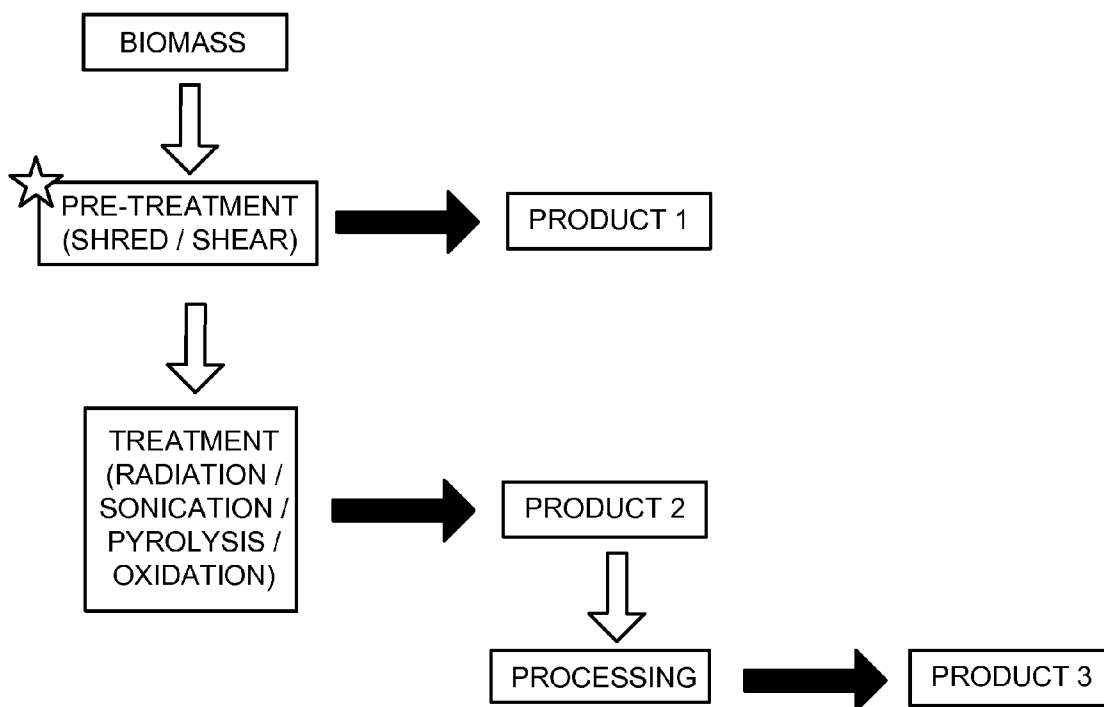 BIOMASS
PRE-TREATMENT
(SHRED / SHEAR)
PRODUCT 1
TREATMENT
(RADIATION /
SONICATION /
PYROLYSIS /
OXIDATION)
PRODUCT 2
PROCESSING
PRODUCT 3